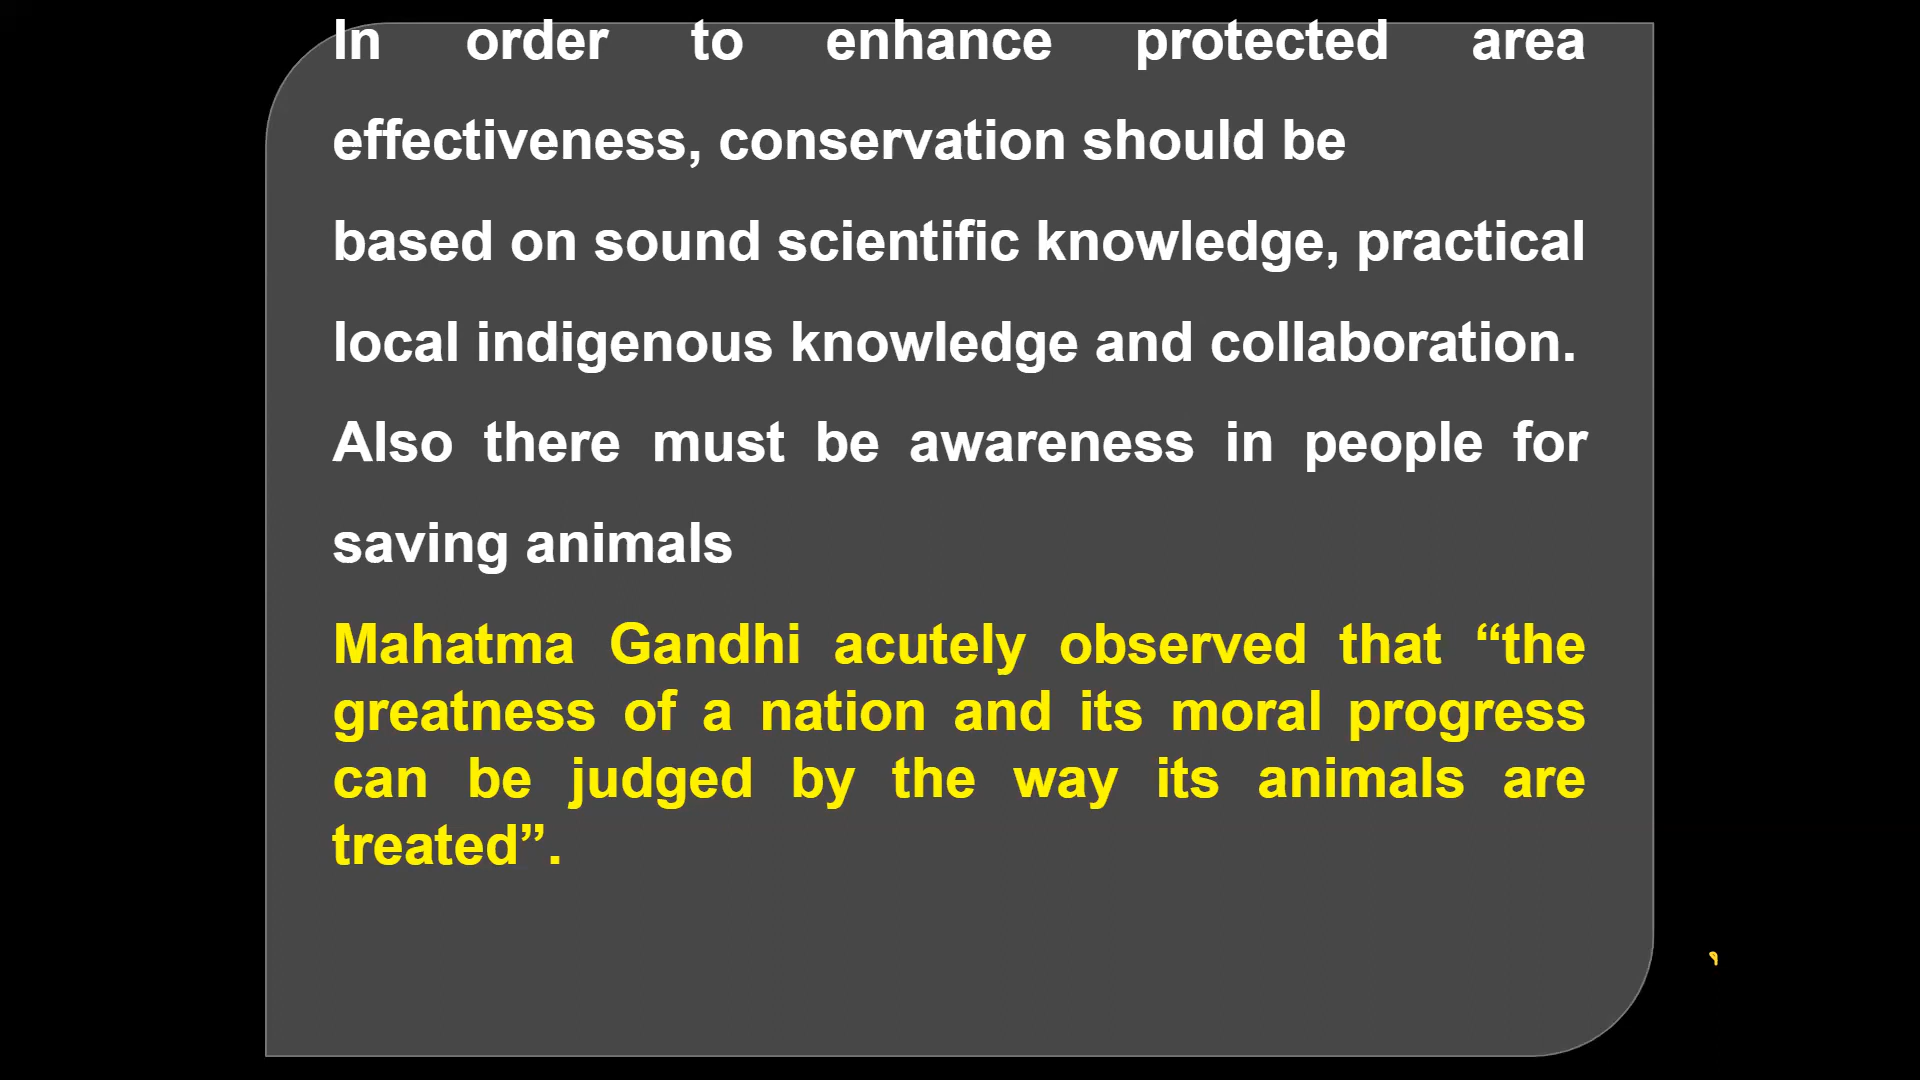 In order to enhance protected area
effectiveness, conservation should be
based on sound scientific knowledge, practical
local indigenous knowledge and collaboration.
Also there must be awareness in people for
saving animals
Mahatma Gandhi acutely observed that “the
greatness of a nation and its moral progress
can be judged by the way its animals are
treated”.